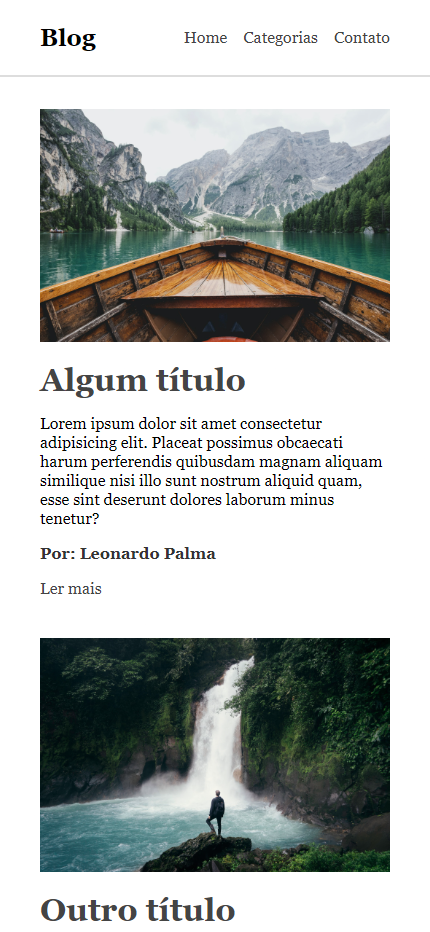 Blog
Home Categorias Contato
Algum título
Lorem ipsum dolor sit amet consectetur
adipisicing elit. Placeat possimus obcaecati
harum perferendis quibusdam magnam aliquam
similique nisi illo sunt nostrum aliquid quam,
esse sint deserunt dolores laborum minus
tenetur?
Por: Leonardo Palma
Ler mais
Outro título